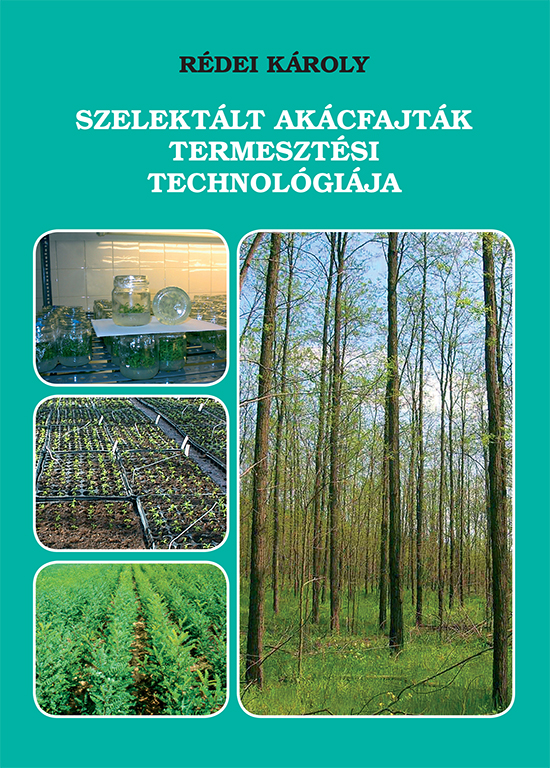 RÉDEI KÁROLY
SZELEKTÁLT AKÁCFAJTÁK
TERMESZTÉSI
TECHNOLÓGIÁJA